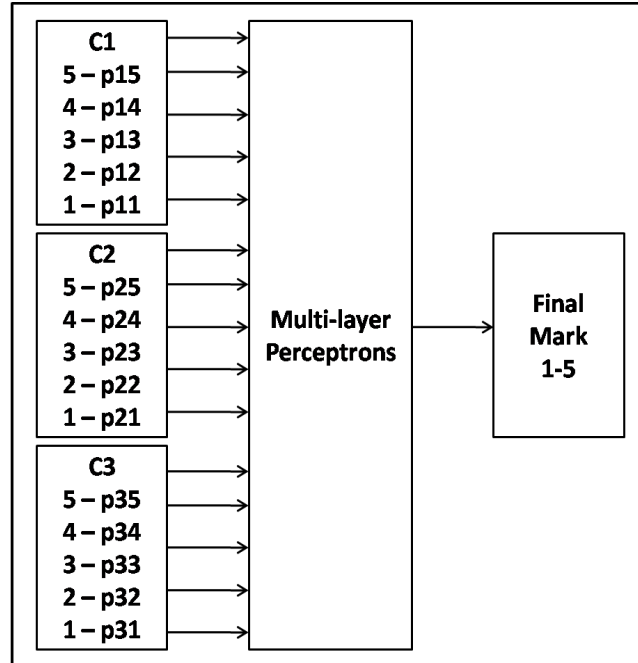 C1
5 – p15
4 – p14
3 – p13
2 – p12
1 – p11
C2
5 – p25
4 – p24
3 – p23
2 – p22
1 – p21
C3
5 – p35
4 – p34
3 – p33
2 – p32
1 – p31
Multi-layer
Perceptrons
Final
Mark
1-5